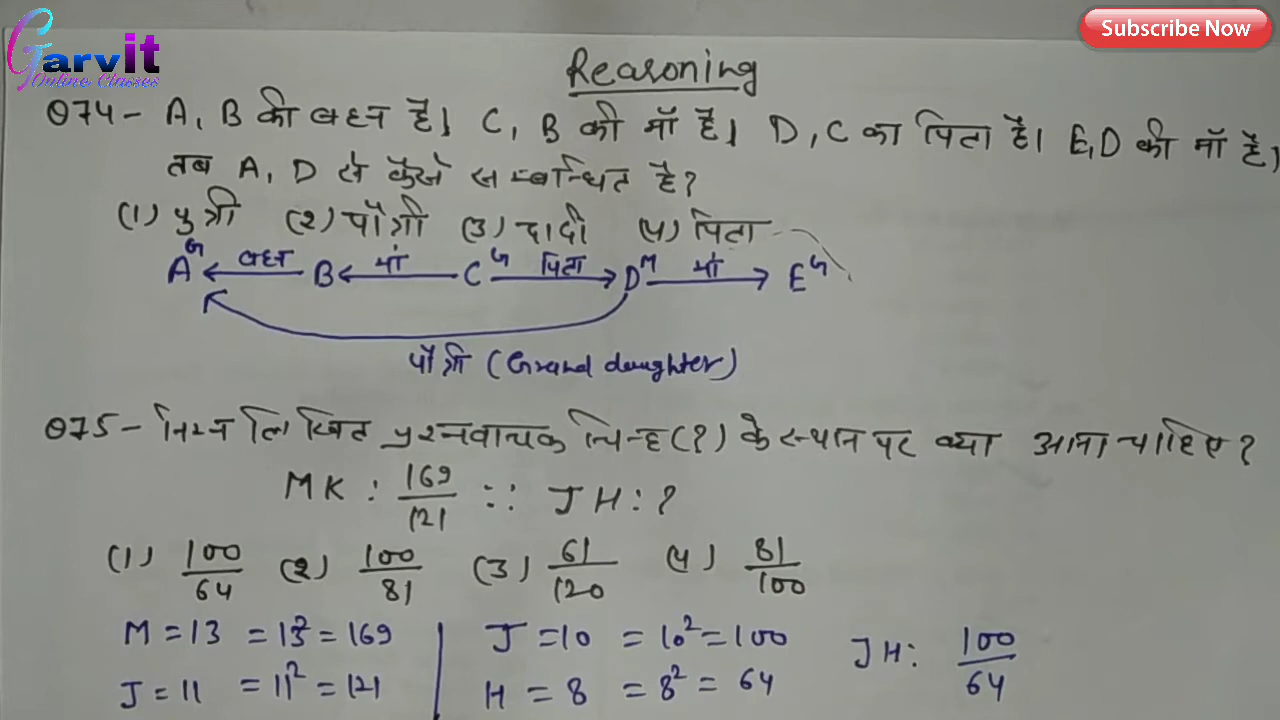 Garvit
Online Classes
Subscribe Now
Reasoning
Q74- A, B की बहन है। C, B की माँ है। D, C का पिता है। E, D की माँ है।
तब A, D से कैसे सम्बन्धित है?
(1) पुत्री (2) पौत्री (3) दादी (4) पिता
A बहन B मां C पिता D M मां E
पौत्री (Grand daughter)
Q75- निम्नलिखित प्रश्नवाचक चिन्ह (?) के स्थान पर क्या आना चाहिए?
MK : 169/121 :: JH : ?
(1) 100/64 (2) 100/81 (3) 61/120 (4) 81/100
M = 13 = 13² = 169 J = 10 = 10² = 100 JH: 100/64
J = 11 = 11² = 121 H = 8 = 8² = 64